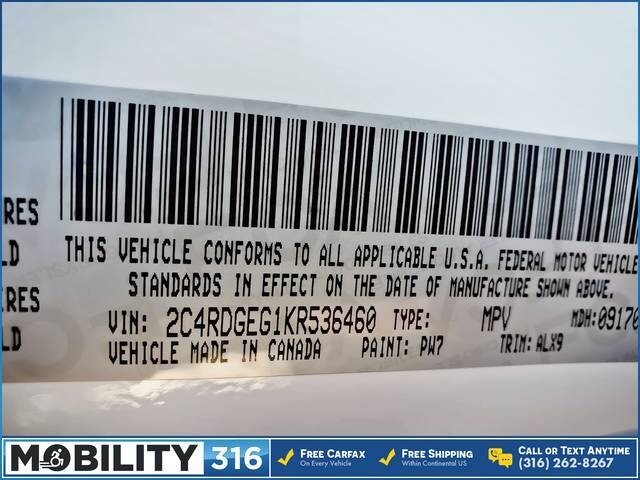 RES
LD
THIS VEHICLE CONFORMS TO ALL APPLICABLE U.S.A. FEDERAL MOTOR VEHICLE
STANDARDS IN EFFECT ON THE DATE OF MANUFACTURE SHOWN ABOVE.
IRES
LD
VIN: 2C4RDGEG1KR536460 TYPE: MPV MDH:09170
VEHICLE MADE IN CANADA PAINT: PW7 TRIM: ALX9
MOBILITY 316
FREE CARFAX
On Every Vehicle
FREE SHIPPING
Within Continental US
CALL OR TEXT ANYTIME
(316) 262-8267